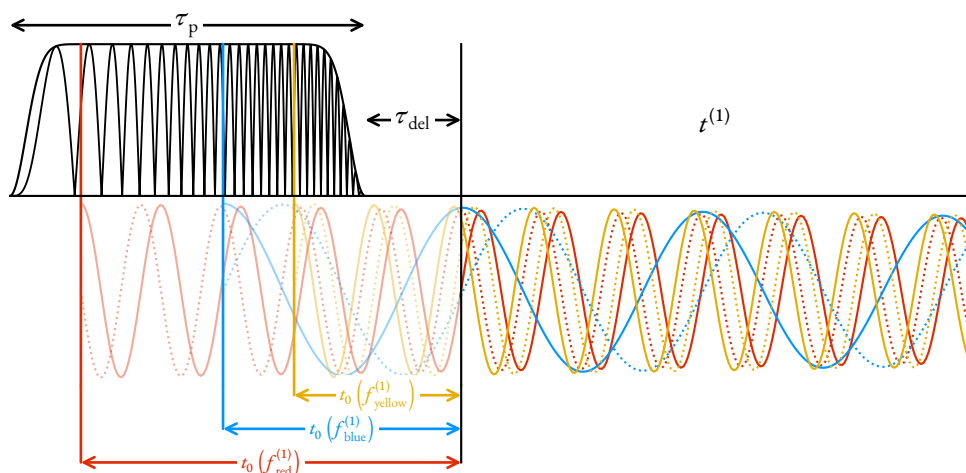 τp
τdel
t(1)
t0 (f(1)yellow)
t0 (f(1)blue)
t0 (f(1)red)